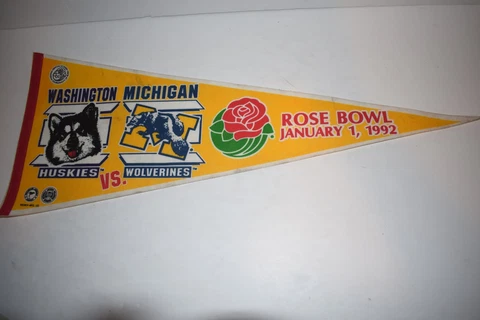 WASHINGTON MICHIGAN
HUSKIES VS. WOLVERINES
ROSE BOWL
JANUARY 1, 1992